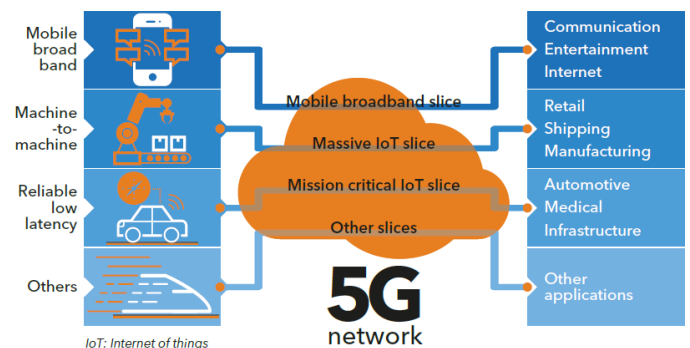 Mobile
broad
band
Machine
-to-
machine
Reliable
low
latency
Others
Mobile broadband slice
Massive IoT slice
Mission critical IoT slice
Other slices
5G
network
Communication
Entertainment
Internet
Retail
Shipping
Manufacturing
Automotive
Medical
Infrastructure
Other
applications
IoT: Internet of things